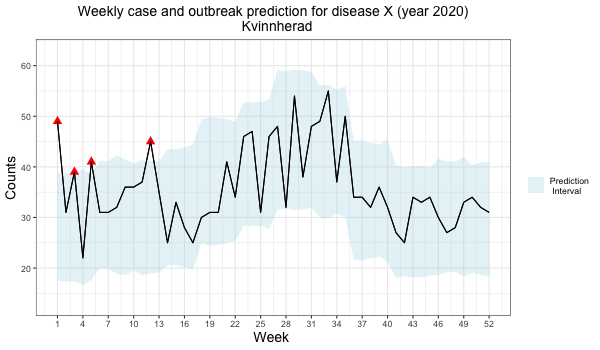 Weekly case and outbreak prediction for disease X (year 2020)
Kvinnherad
Counts
60
50
40
30
20
1 4 7 10 13 16 19 22 25 28 31 34 37 40 43 46 49 52
Week
Prediction
Interval